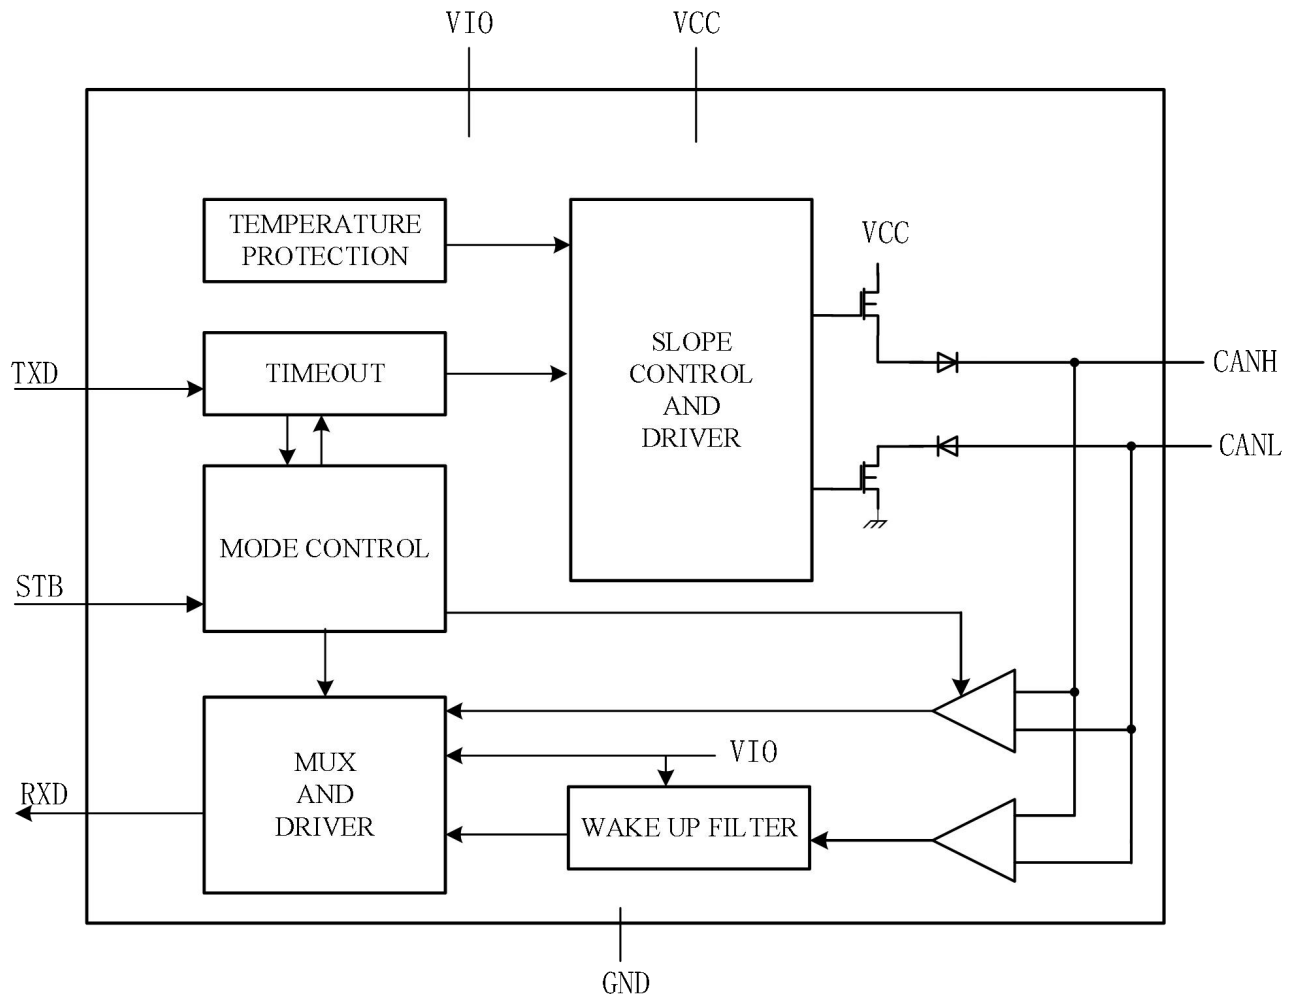 VIO
VCC
TEMPERATURE
PROTECTION
VCC
TXD
TIMEOUT
SLOPE
CONTROL
AND
DRIVER
CANH
CANL
MODE CONTROL
STB
VIO
MUX
AND
DRIVER
RXD
WAKE UP FILTER
GND